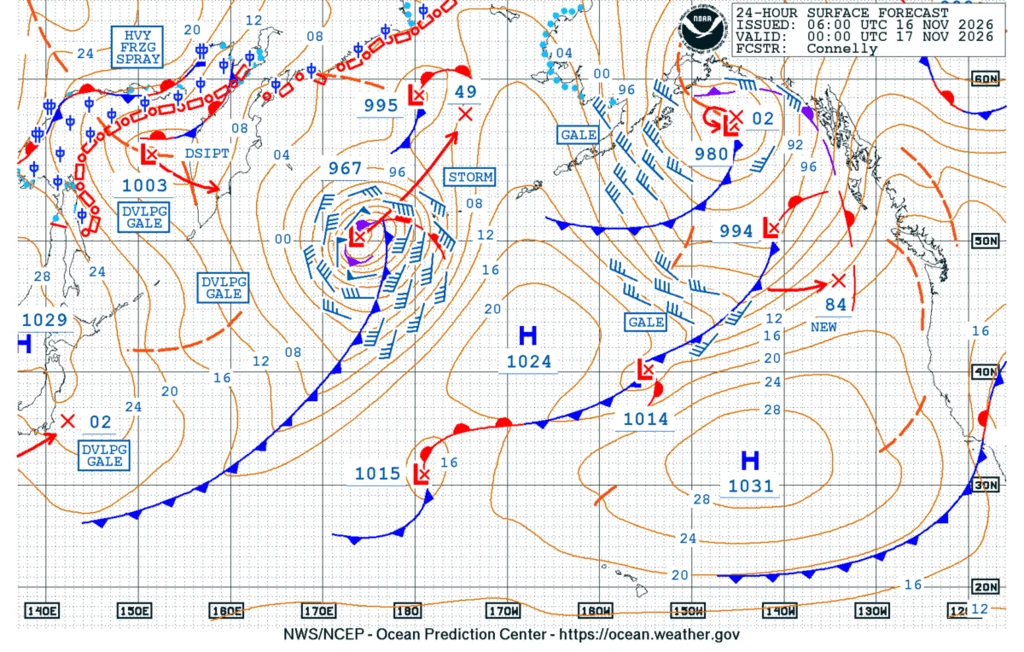 24-HOUR SURFACE FORECAST
ISSUED: 06:00 UTC 16 NOV 2026
VALID: 00:00 UTC 17 NOV 2026
FCSTR: Connelly
NOAA
12
20
08
24
HVY
FRZG
SPRAY
04
00
96
60N
995
49
GALE
02
08
92
980
96
DSIPT
04
967
96
STORM
1003
DVLPG
GALE
08
00
12
994
50N
28
24
16
DVLPG
GALE
20
84
NEW
1029
H
GALE
12
16
16
H
1024
12
08
20
16
40N
24
20
24
28
02
1014
DVLPG
GALE
1015
16
H
1031
30N
28
24
20
16
20N
140E
150E
160E
170E
180
170W
160W
150W
140W
130W
12
NWS/NCEP - Ocean Prediction Center - https://ocean.weather.gov